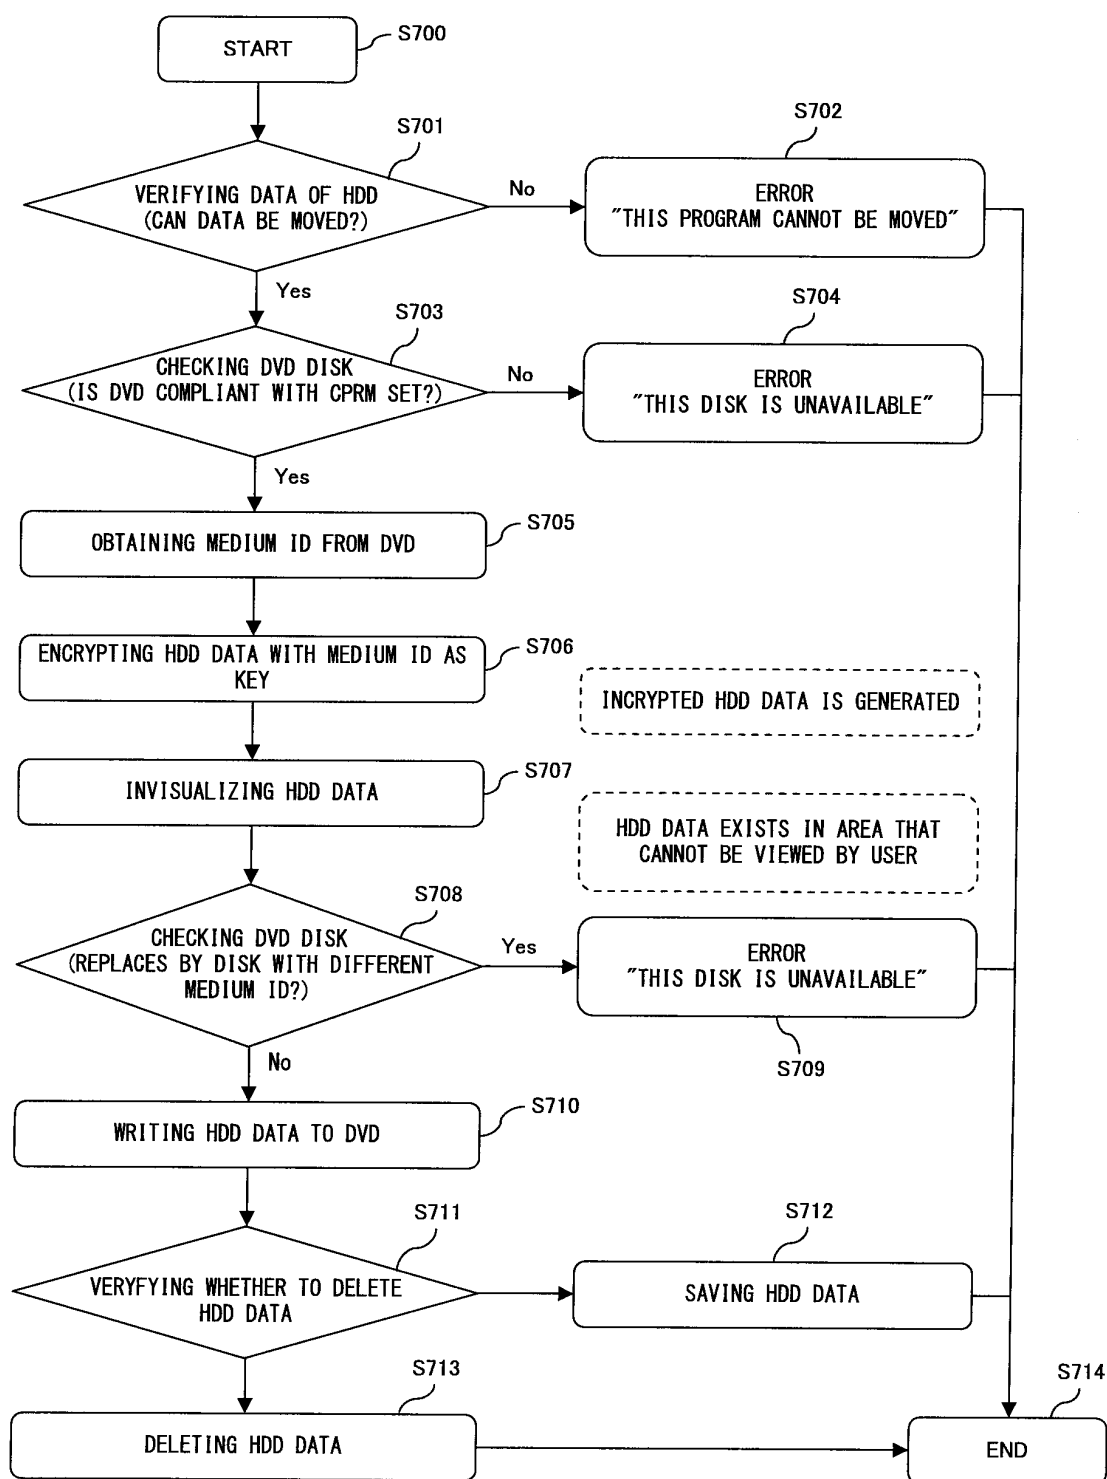 START
S700
S701
VERIFYING DATA OF HDD
(CAN DATA BE MOVED?)
No
S702
ERROR
"THIS PROGRAM CANNOT BE MOVED"
Yes
S703
CHECKING DVD DISK
(IS DVD COMPLIANT WITH CPRM SET?)
No
S704
ERROR
"THIS DISK IS UNAVAILABLE"
Yes
S705
OBTAINING MEDIUM ID FROM DVD
S706
ENCRYPTING HDD DATA WITH MEDIUM ID AS
KEY
INCRYPTED HDD DATA IS GENERATED
S707
INVISUALIZING HDD DATA
HDD DATA EXISTS IN AREA THAT
CANNOT BE VIEWED BY USER
S708
CHECKING DVD DISK
(REPLACES BY DISK WITH DIFFERENT
MEDIUM ID?)
Yes
ERROR
"THIS DISK IS UNAVAILABLE"
S709
No
S710
WRITING HDD DATA TO DVD
S711
VERYFYING WHETHER TO DELETE
HDD DATA
S712
SAVING HDD DATA
S713
DELETING HDD DATA
S714
END